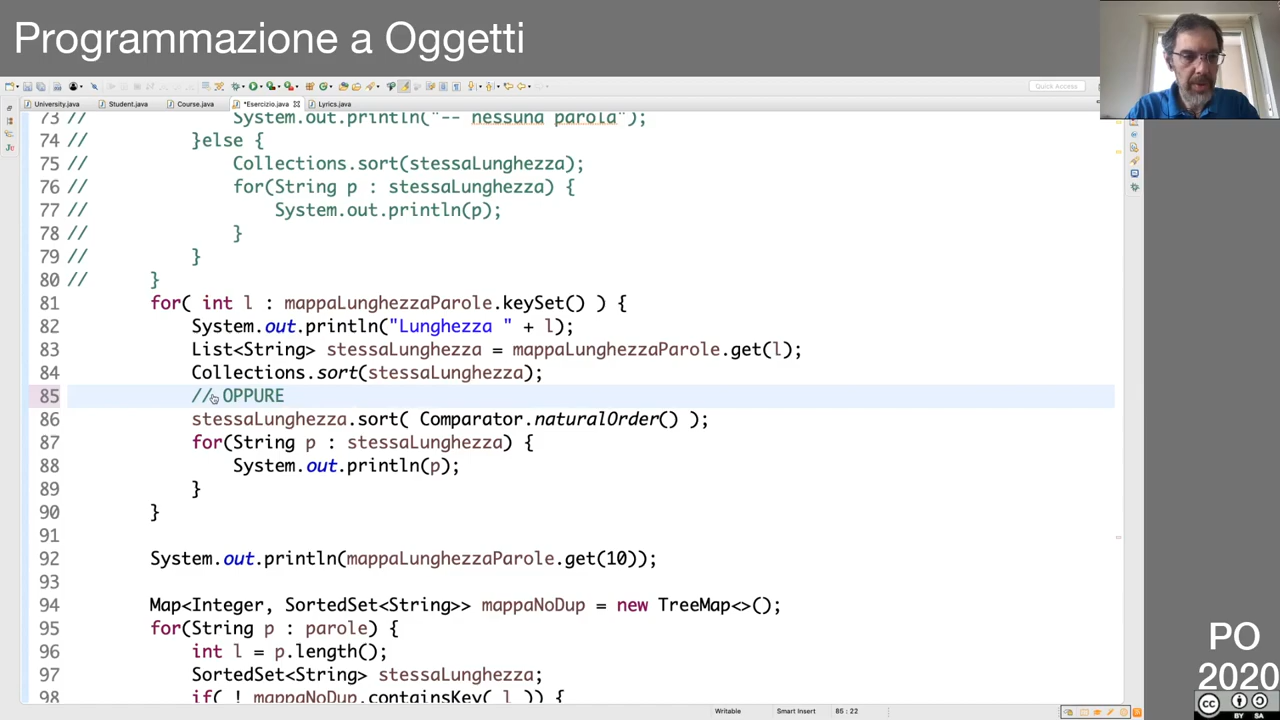 Programmazione a Oggetti
Quick Access
University.java Student.java Course.java *Esercizio.java Lyrics.java
73 // System.out.println("-- nessuna parola");
74 // }else {
75 // Collections.sort(stessaLunghezza);
76 // for(String p : stessaLunghezza) {
77 // System.out.println(p);
78 // }
79 // }
80 // }
81 for( int l : mappaLunghezzaParole.keySet() ) {
82 System.out.println("Lunghezza " + l);
83 List<String> stessaLunghezza = mappaLunghezzaParole.get(l);
84 Collections.sort(stessaLunghezza);
85 // OPPURE
86 stessaLunghezza.sort( Comparator.naturalOrder() );
87 for(String p : stessaLunghezza) {
88 System.out.println(p);
89 }
90 }
91
92 System.out.println(mappaLunghezzaParole.get(10));
93
94 Map<Integer, SortedSet<String>> mappaNoDup = new TreeMap<>();
95 for(String p : parole) {
96 int l = p.length();
97 SortedSet<String> stessaLunghezza;
98 if( ! mappaNoDup.containsKey( l )) {
Writable Smart Insert 85 : 22
PO
2020
cc
BY SA